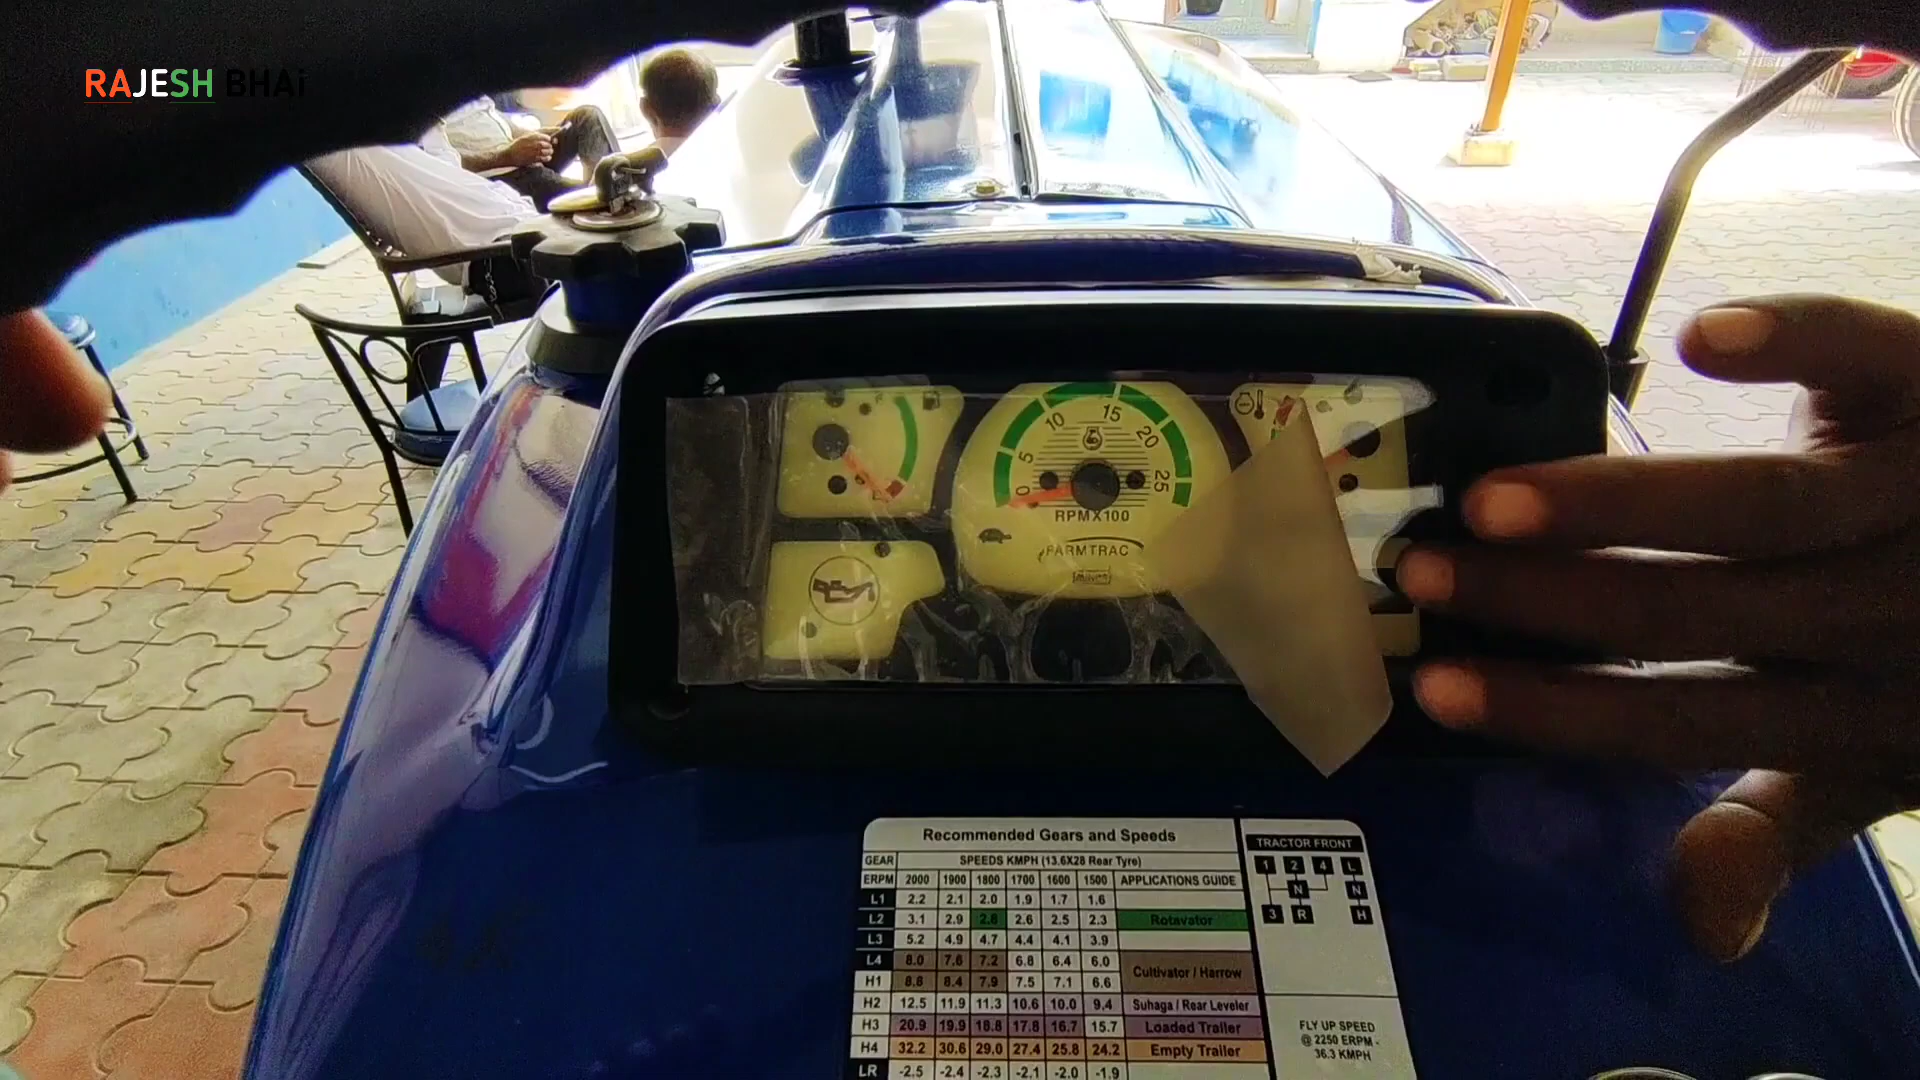 RAJESH BHAi
0 5 10 15 20 25
RPMX100
FARMTRAC
Recommended Gears and Speeds
GEAR SPEEDS KMPH (13.6X28 Rear Tyre)
ERPM 2000 1900 1800 1700 1600 1500 APPLICATIONS GUIDE
L1 2.2 2.1 2.0 1.9 1.7 1.6
L2 3.1 2.9 2.8 2.6 2.5 2.3 Rotavator
L3 5.2 4.9 4.7 4.4 4.1 3.9
L4 8.0 7.6 7.2 6.8 6.4 6.0
Cultivator / Harrow
H1 8.8 8.4 7.9 7.5 7.1 6.6
H2 12.5 11.9 11.3 10.6 10.0 9.4 Suhaga / Rear Leveler
H3 20.9 19.9 18.8 17.8 16.7 15.7 Loaded Trailer
H4 32.2 30.6 29.0 27.4 25.8 24.2 Empty Trailer
LR -2.5 -2.4 -2.3 -2.1 -2.0 -1.9
TRACTOR FRONT
1 2 4 L
N N
3 R H
FLY UP SPEED
@ 2250 ERPM -
36.3 KMPH